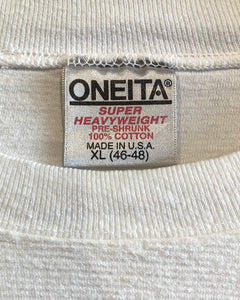 ONEITA®
SUPER
HEAVYWEIGHT
PRE-SHRUNK
100% COTTON
MADE IN U.S.A.
XL (46-48)